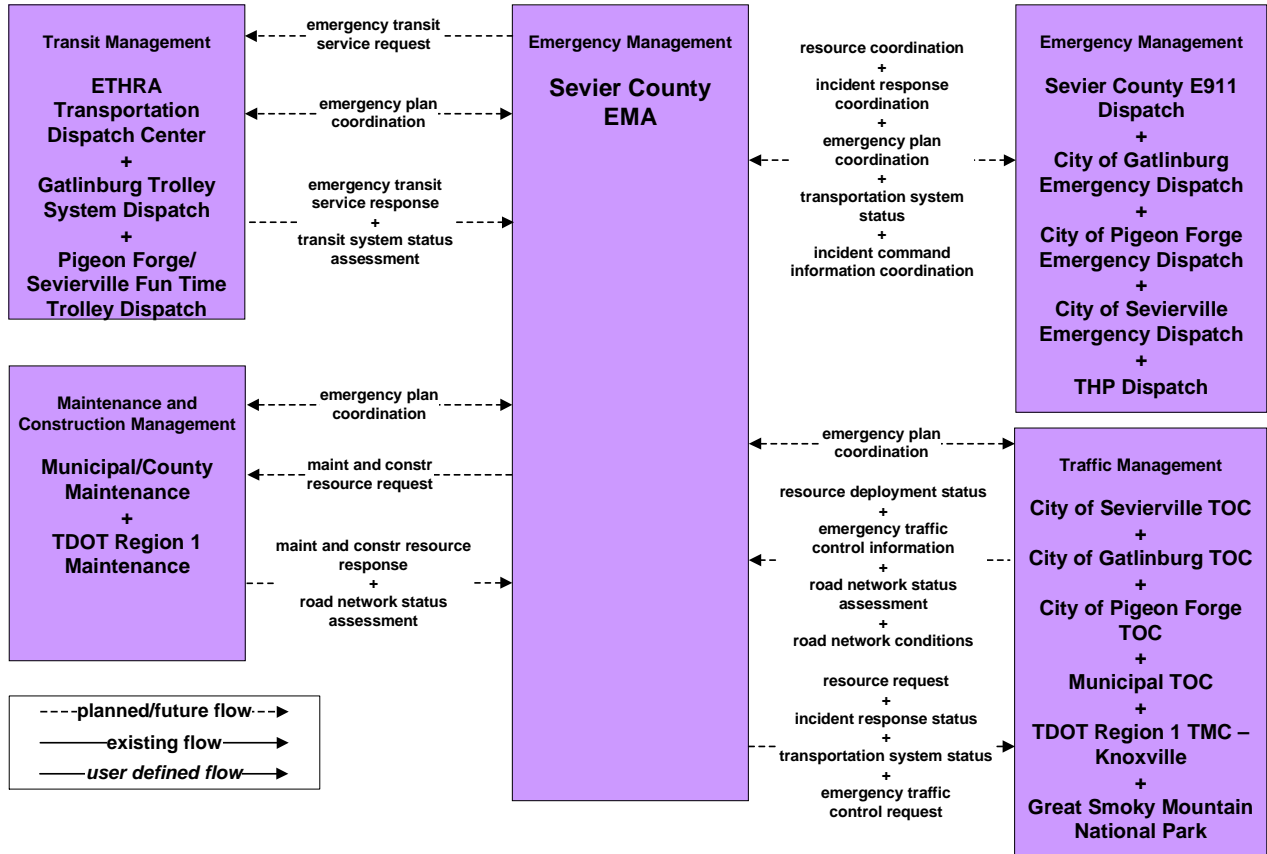 Transit Management
ETHRA
Transportation
Dispatch Center
+
Gatlinburg Trolley
System Dispatch
+
Pigeon Forge/
Sevierville Fun Time
Trolley Dispatch
emergency transit
service request
emergency plan
coordination
emergency transit
service response
+
transit system status
assessment
Maintenance and
Construction Management
Municipal/County
Maintenance
+
TDOT Region 1
Maintenance
emergency plan
coordination
maint and constr
resource request
maint and constr resource
response
+
road network status
assessment
planned/future flow
existing flow
user defined flow
Emergency Management
Sevier County
EMA
resource coordination
+
incident response
coordination
+
emergency plan
coordination
+
transportation system
status
+
incident command
information coordination
Emergency Management
Sevier County E911
Dispatch
+
City of Gatlinburg
Emergency Dispatch
+
City of Pigeon Forge
Emergency Dispatch
+
City of Sevierville
Emergency Dispatch
+
THP Dispatch
emergency plan
coordination
resource deployment status
+
emergency traffic
control information
+
road network status
assessment
+
road network conditions
resource request
+
incident response status
+
transportation system status
+
emergency traffic
control request
Traffic Management
City of Sevierville TOC
+
City of Gatlinburg TOC
+
City of Pigeon Forge
TOC
+
Municipal TOC
+
TDOT Region 1 TMC –
Knoxville
+
Great Smoky Mountain
National Park